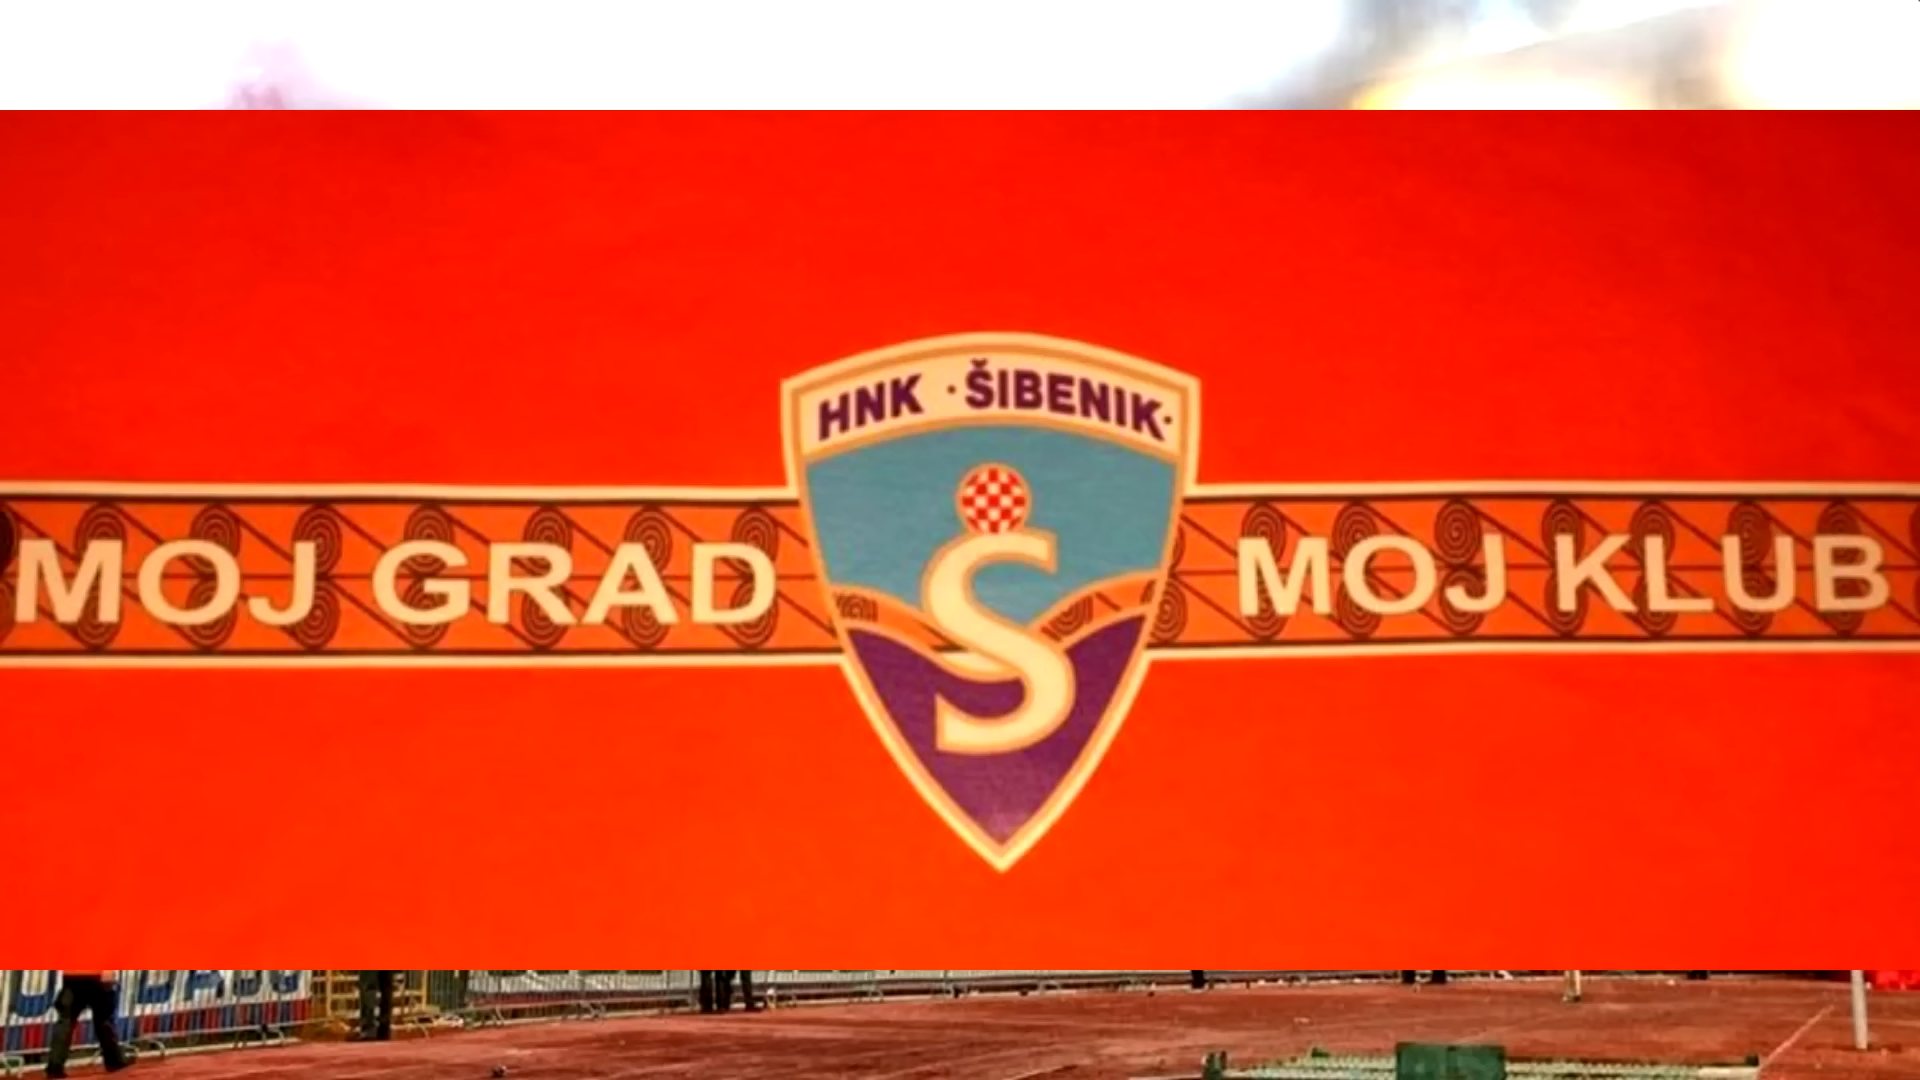 HNK · ŠIBENIK ·
MOJ GRAD
Š
MOJ KLUB